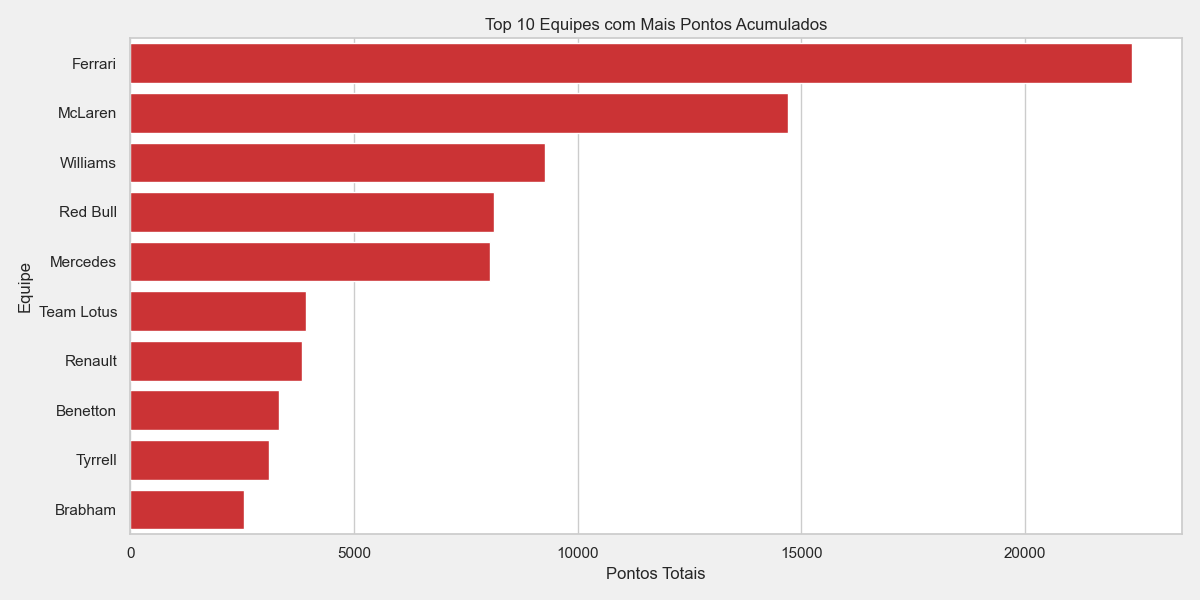 Top 10 Equipes com Mais Pontos Acumulados
Equipe
Ferrari
McLaren
Williams
Red Bull
Mercedes
Team Lotus
Renault
Benetton
Tyrrell
Brabham
0 5000 10000 15000 20000
Pontos Totais